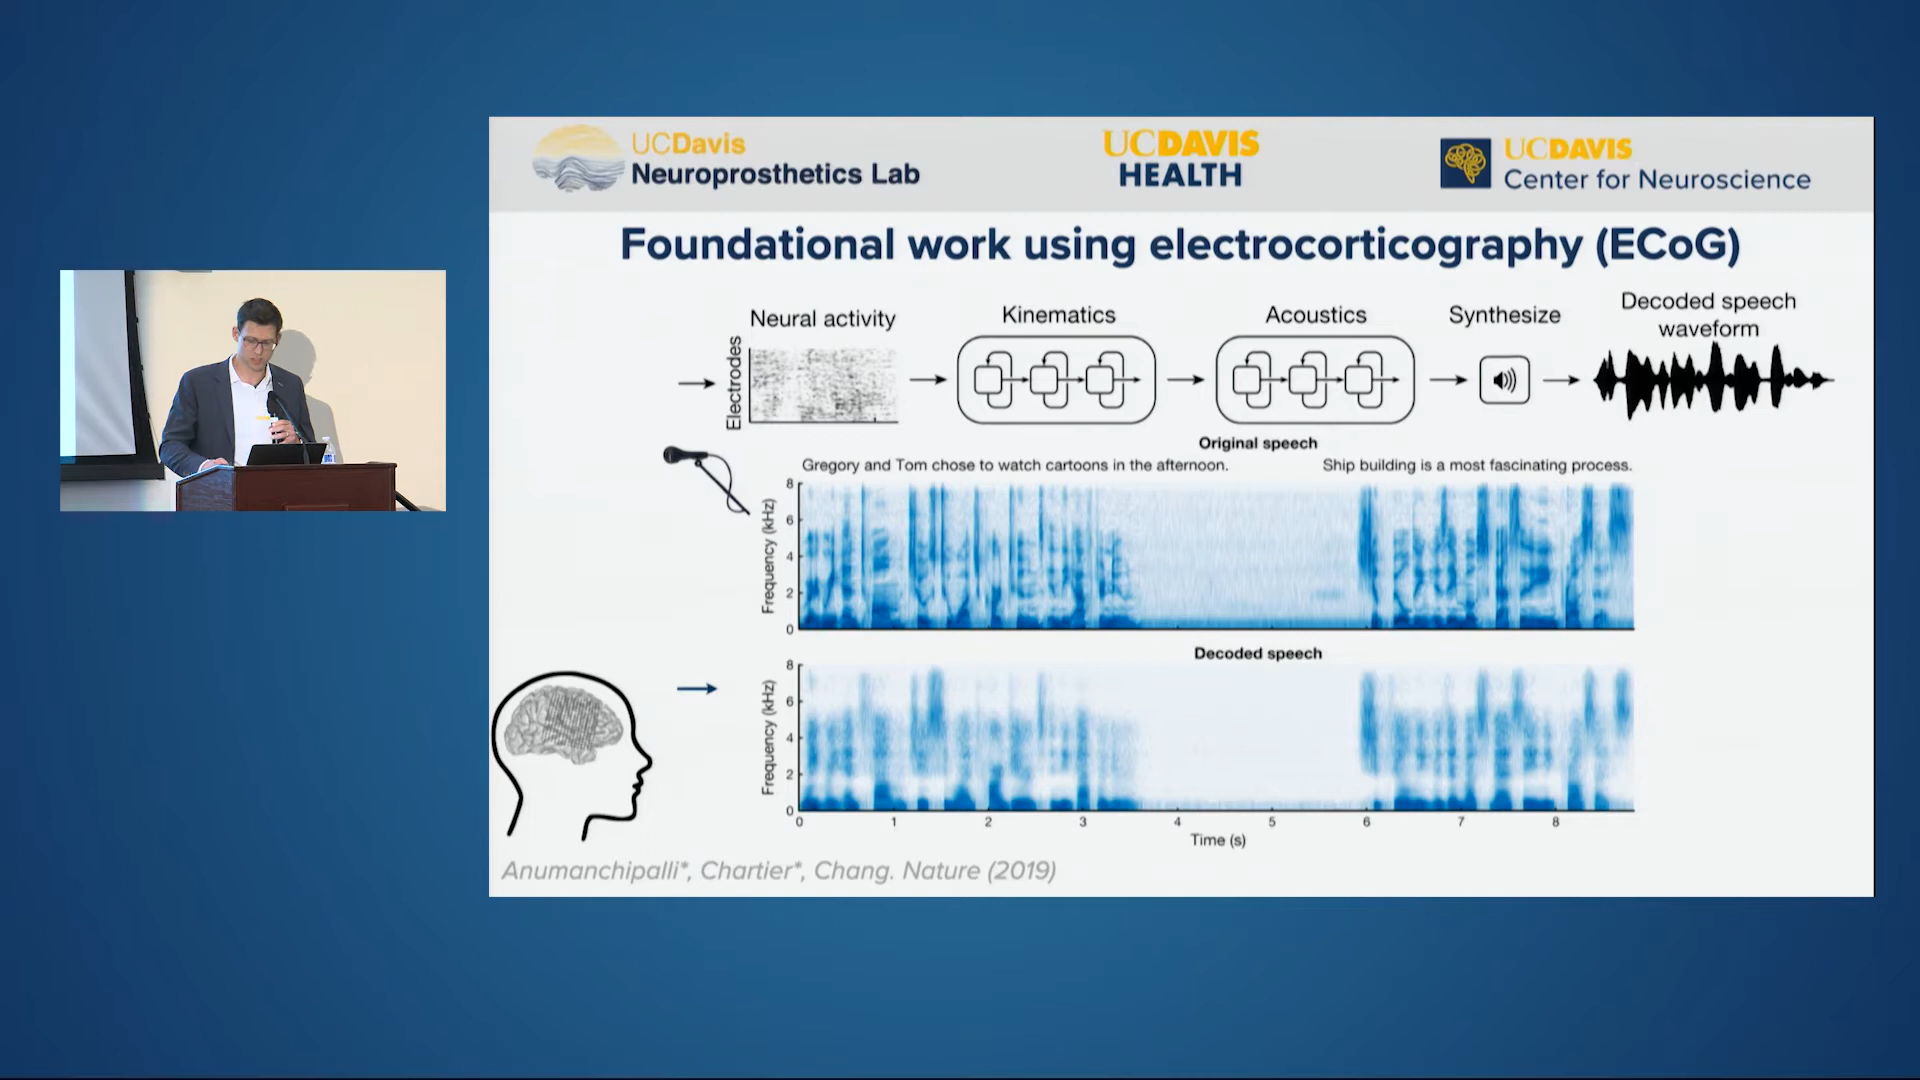 UCDavis
Neuroprosthetics Lab
UCDAVIS
HEALTH
UCDAVIS
Center for Neuroscience
Foundational work using electrocorticography (ECoG)
Neural activity
Kinematics
Acoustics
Synthesize
Decoded speech
waveform
Electrodes
Original speech
Gregory and Tom chose to watch cartoons in the afternoon.
Ship building is a most fascinating process.
Frequency (kHz)
8
6
4
2
0
Decoded speech
Frequency (kHz)
8
6
4
2
0
0 1 2 3 4 5 6 7 8
Time (s)
Anumanchipalli*, Chartier*, Chang. Nature (2019)